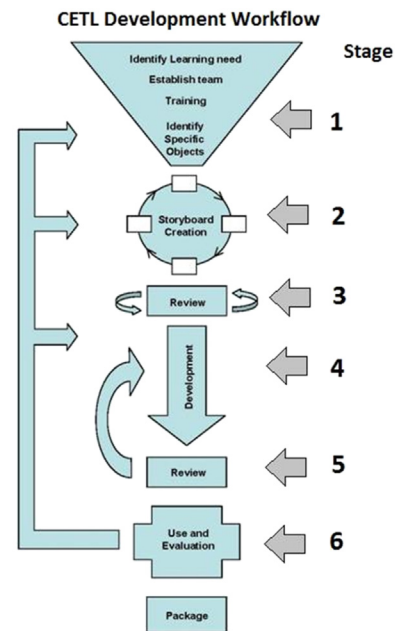 CETL Development Workflow
Stage
Identify Learning need
Establish team
Training
Identify
Specific
Objects
1
Storyboard
Creation
2
Review
3
Development
4
Review
5
Use and
Evaluation
6
Package